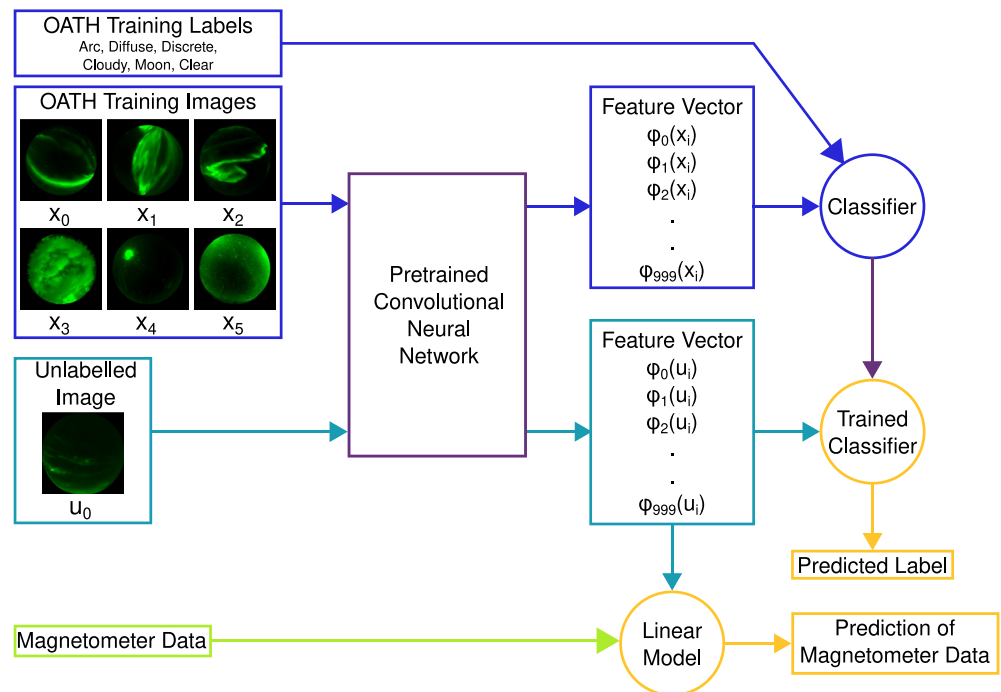 OATH Training Labels
Arc, Diffuse, Discrete,
Cloudy, Moon, Clear
OATH Training Images
x₀ x₁ x₂
x₃ x₄ x₅
Unlabelled
Image
u₀
Pretrained
Convolutional
Neural
Network
Feature Vector
φ₀(xᵢ)
φ₁(xᵢ)
φ₂(xᵢ)
.
.
φ₉₉₉(xᵢ)
Classifier
Feature Vector
φ₀(uᵢ)
φ₁(uᵢ)
φ₂(uᵢ)
.
.
φ₉₉₉(uᵢ)
Trained
Classifier
Predicted Label
Magnetometer Data
Linear
Model
Prediction of
Magnetometer Data